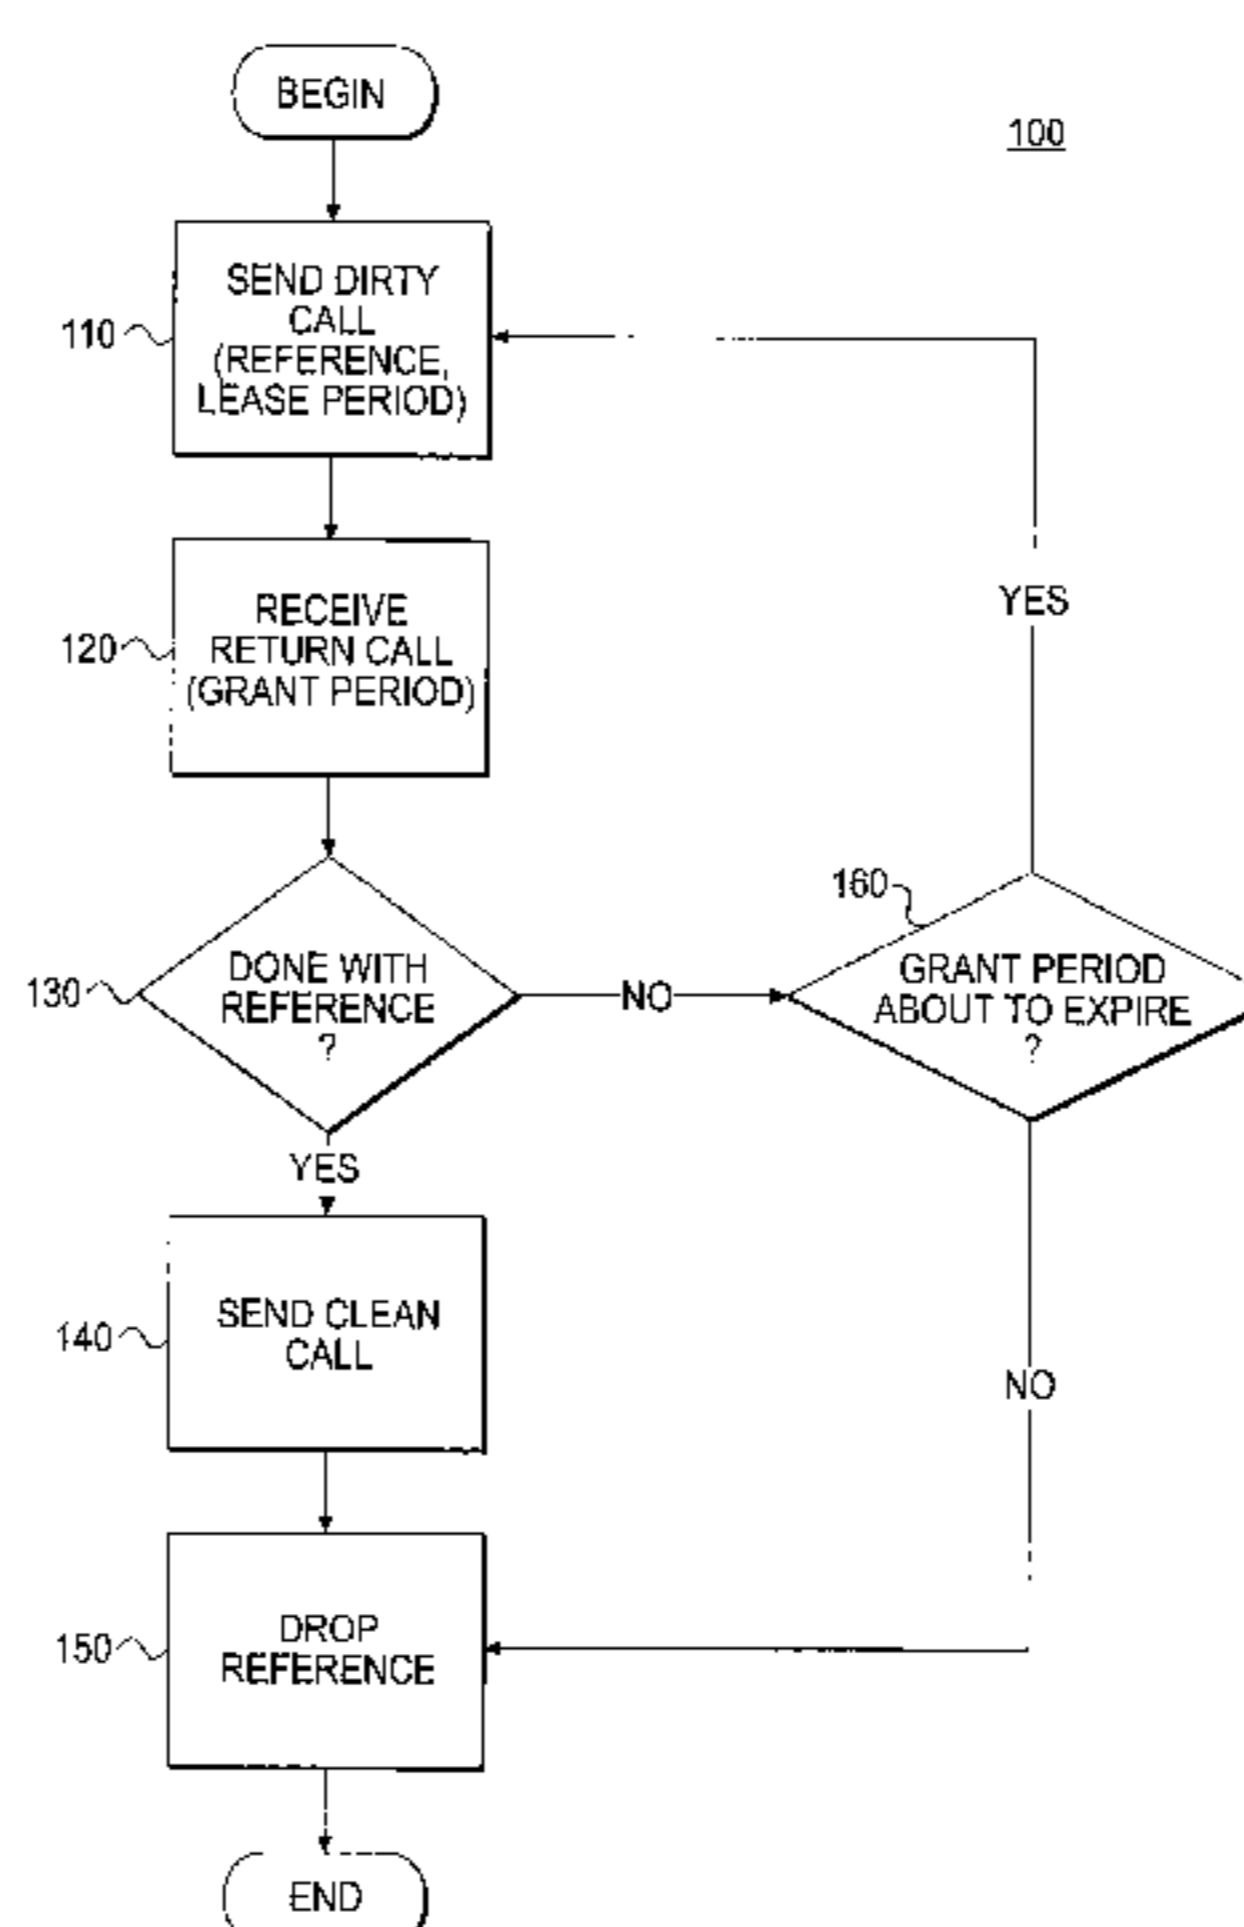 BEGIN
100
SEND DIRTY
CALL
(REFERENCE,
LEASE PERIOD)
110
RECEIVE
RETURN CALL
(GRANT PERIOD)
120
YES
160
DONE WITH
REFERENCE
?
130
NO
GRANT PERIOD
ABOUT TO EXPIRE
?
YES
SEND CLEAN
CALL
140
NO
DROP
REFERENCE
150
END